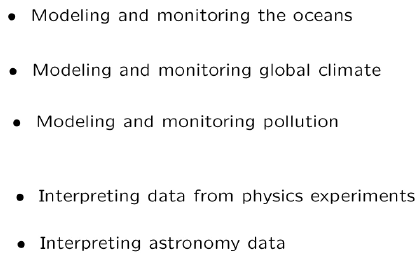 • Modeling and monitoring the oceans
• Modeling and monitoring global climate
• Modeling and monitoring pollution
• Interpreting data from physics experiments
• Interpreting astronomy data